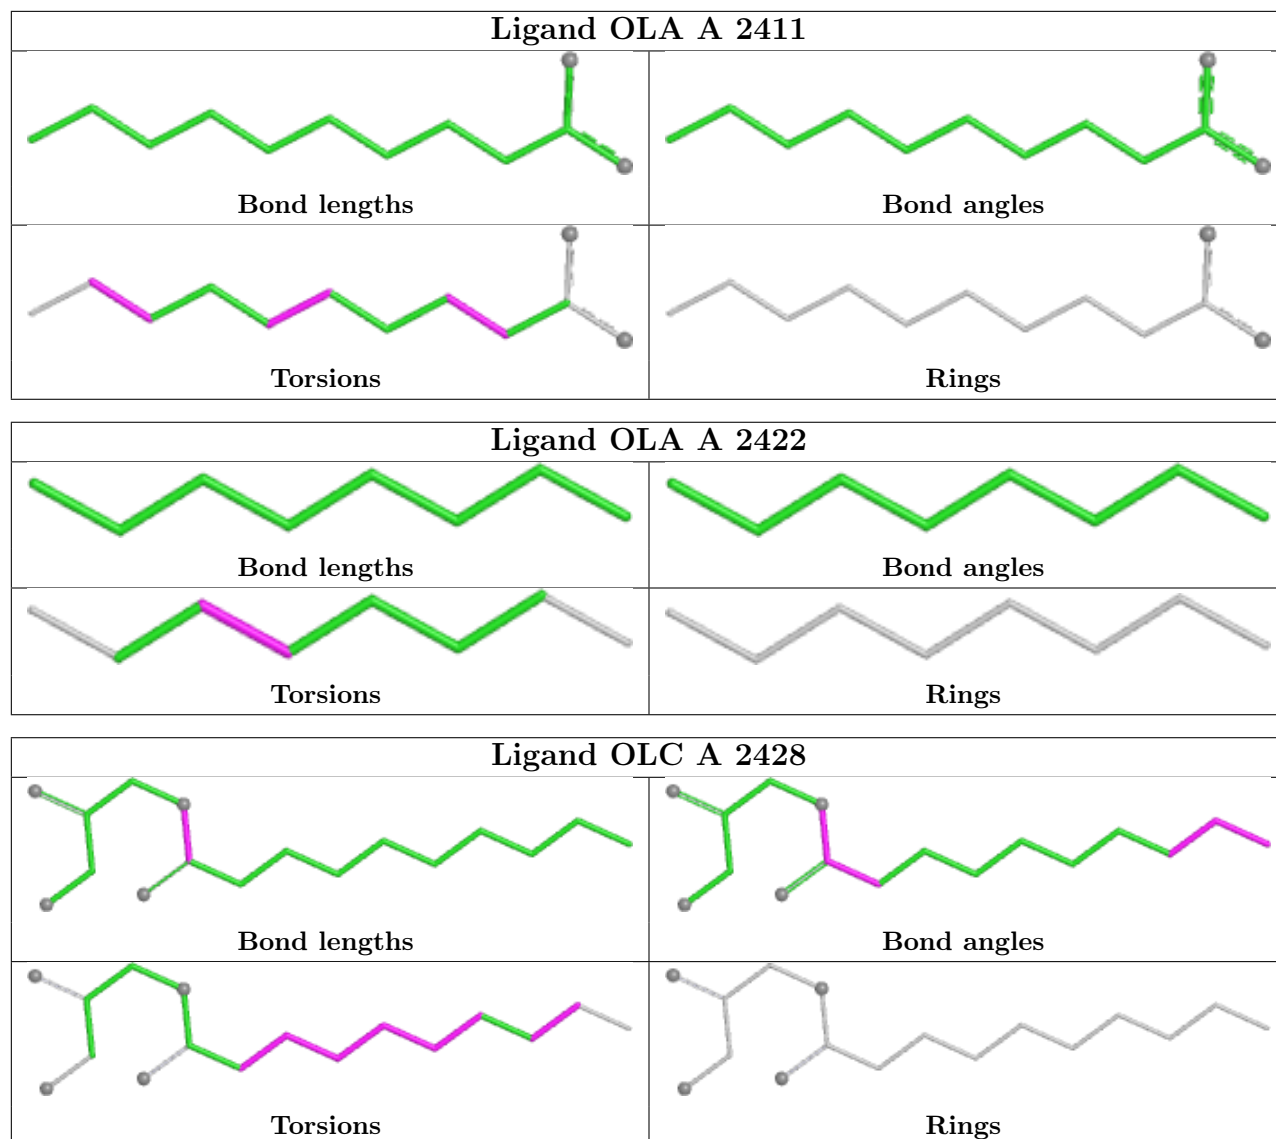 Ligand OLA A 2411
Bond lengths
Bond angles
Torsions
Rings
Ligand OLA A 2422
Bond lengths
Bond angles
Torsions
Rings
Ligand OLC A 2428
Bond lengths
Bond angles
Torsions
Rings